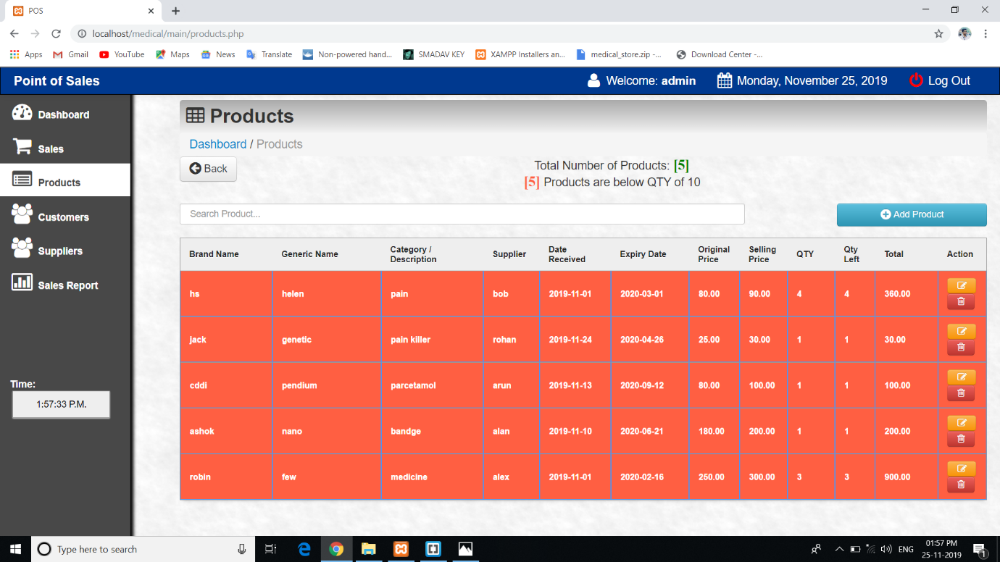 POS
localhost/medical/main/products.php
Apps Gmail YouTube Maps News Translate Non-powered hand... SMADAV KEY XAMPP Installers an... medical_store.zip -... Download Center -...
Point of Sales Welcome: admin Monday, November 25, 2019 Log Out
Dashboard
Sales
Products
Customers
Suppliers
Sales Report
Time:
1:57:33 P.M.
Products
Dashboard / Products
Back
Total Number of Products: [5]
[5] Products are below QTY of 10
Search Product...
Add Product
Brand Name Generic Name Category / Description Supplier Date Received Expiry Date Original Price Selling Price QTY Qty Left Total Action
hs helen pain bob 2019-11-01 2020-03-01 80.00 90.00 4 4 360.00
jack genetic pain killer rohan 2019-11-24 2020-04-26 25.00 30.00 1 1 30.00
cddl pendium parcetamol arun 2019-11-13 2020-09-12 80.00 100.00 1 1 100.00
ashok nano bandge alan 2019-11-10 2020-06-21 180.00 200.00 1 1 200.00
robin few medicine alex 2019-11-01 2020-02-16 250.00 300.00 3 3 900.00
Type here to search
ENG
01:57 PM
25-11-2019
1